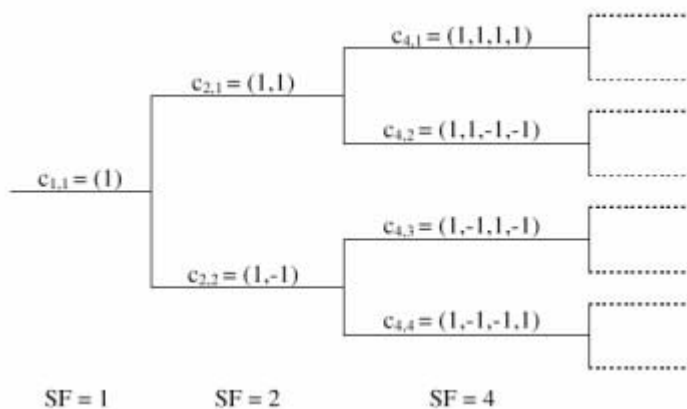 c4,1 = (1,1,1,1)
c2,1 = (1,1)
c4,2 = (1,1,-1,-1)
c1,1 = (1)
c4,3 = (1,-1,1,-1)
c2,2 = (1,-1)
c4,4 = (1,-1,-1,1)
SF = 1 SF = 2 SF = 4